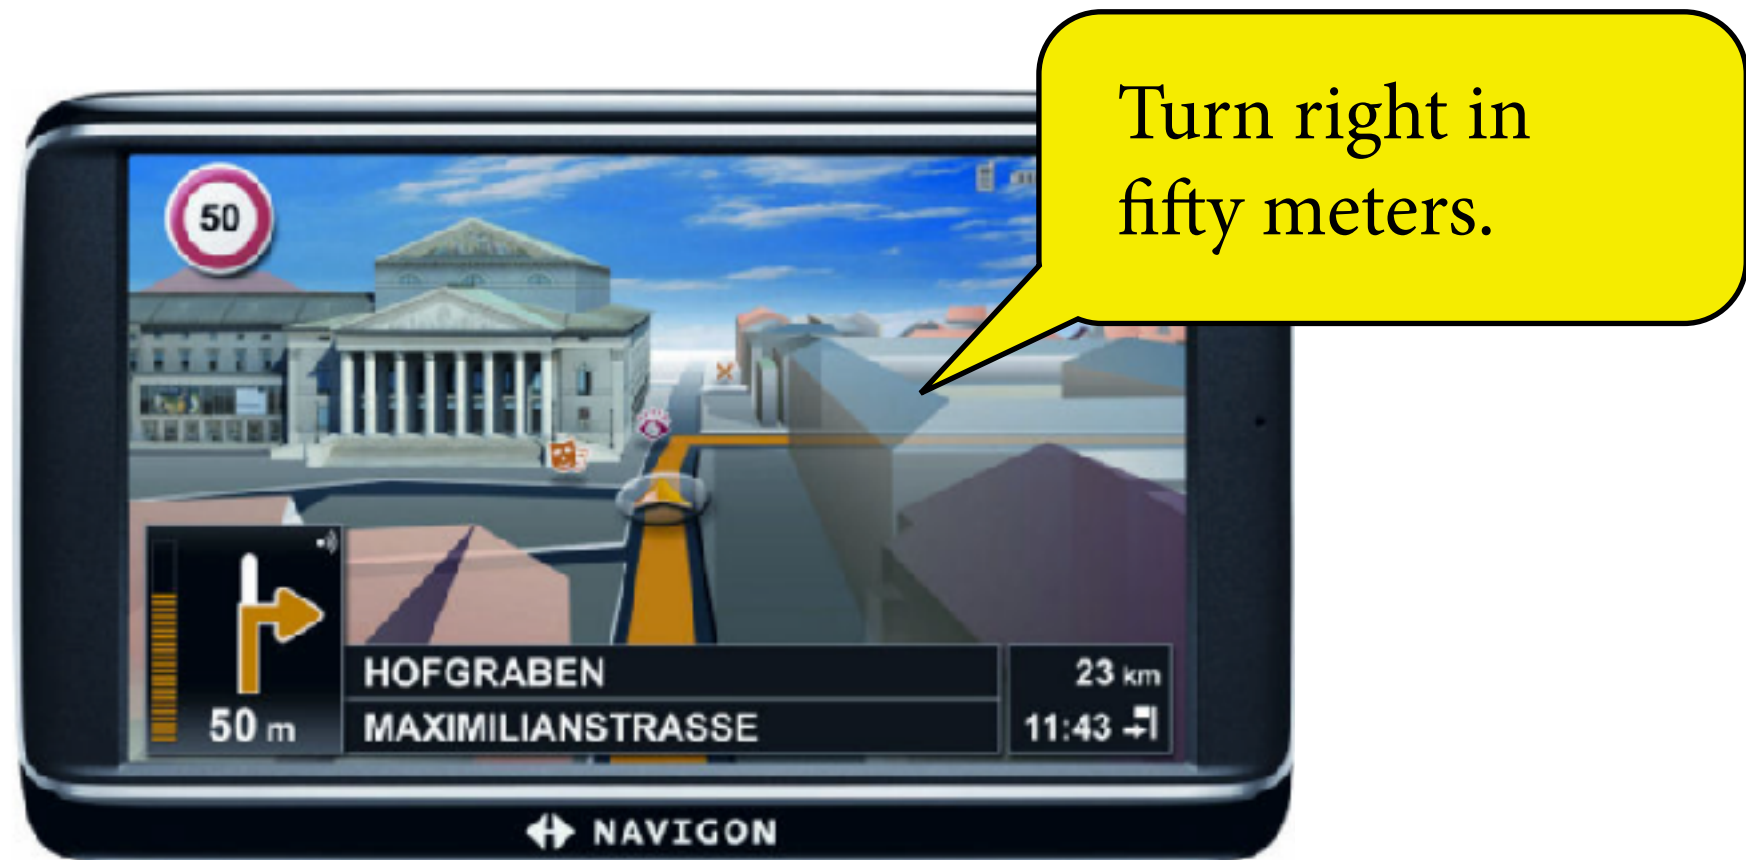 Turn right in
fifty meters.
50
HOFGRABEN
23 km
50 m
MAXIMILIANSTRASSE
11:43
NAVIGON